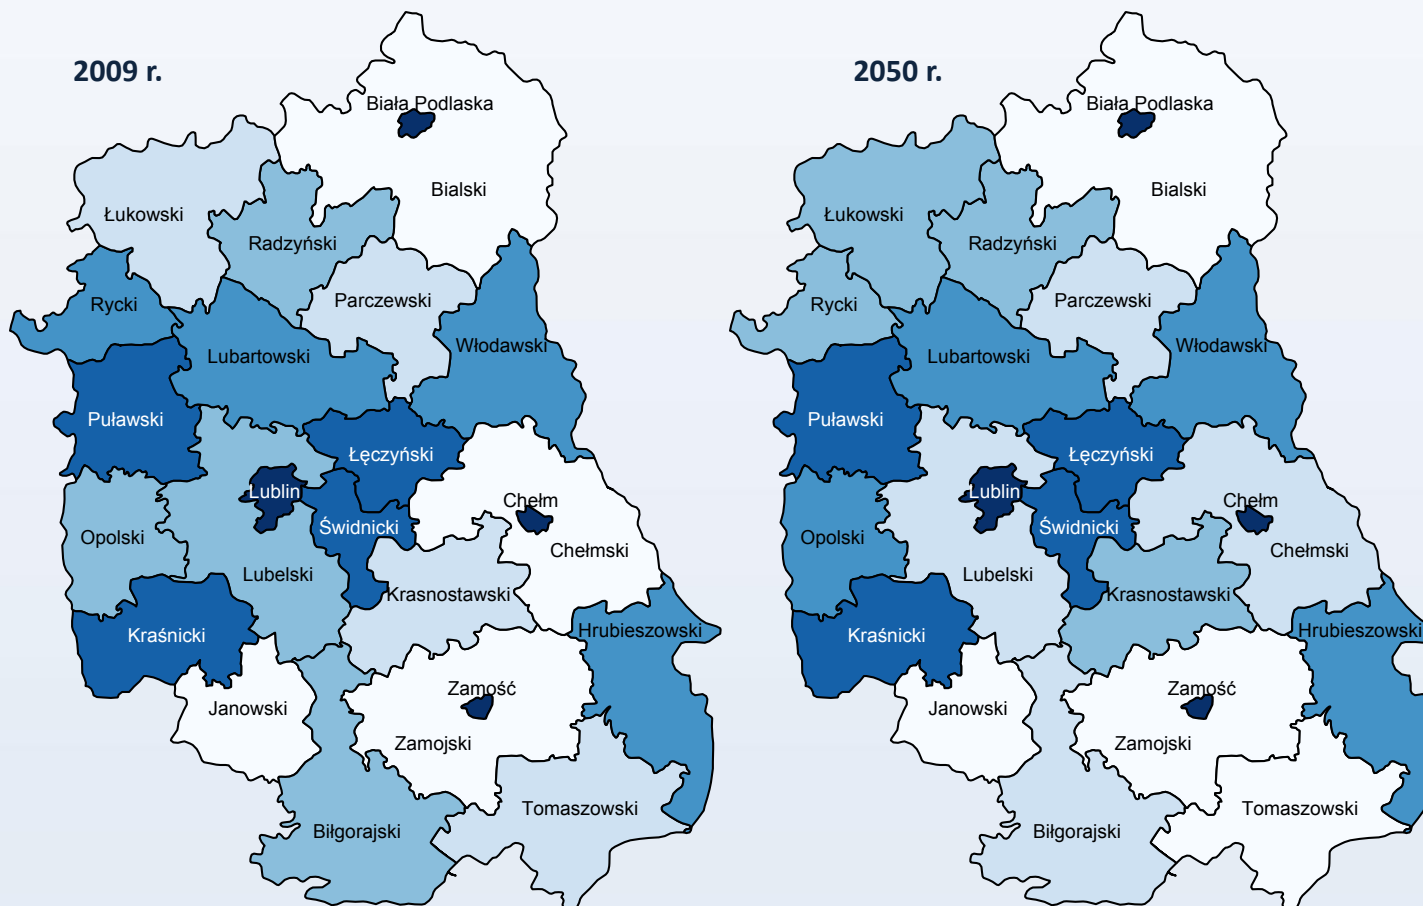 2009 r.
Biała Podlaska
Bialski
Łukowski
Radzyński
Rycki
Parczewski
Lubartowski
Włodawski
Puławski
Łęczyński
Lublin
Chełm
Świdnicki
Opolski
Chełmski
Lubelski
Krasnostawski
Kraśnicki
Hrubieszowski
Zamość
Janowski
Zamojski
Tomaszowski
Biłgorajski
2050 r.
Biała Podlaska
Bialski
Łukowski
Radzyński
Rycki
Parczewski
Lubartowski
Włodawski
Puławski
Łęczyński
Lublin
Chełm
Świdnicki
Opolski
Chełmski
Lubelski
Krasnostawski
Kraśnicki
Hrubieszowski
Zamość
Janowski
Zamojski
Tomaszowski
Biłgorajski